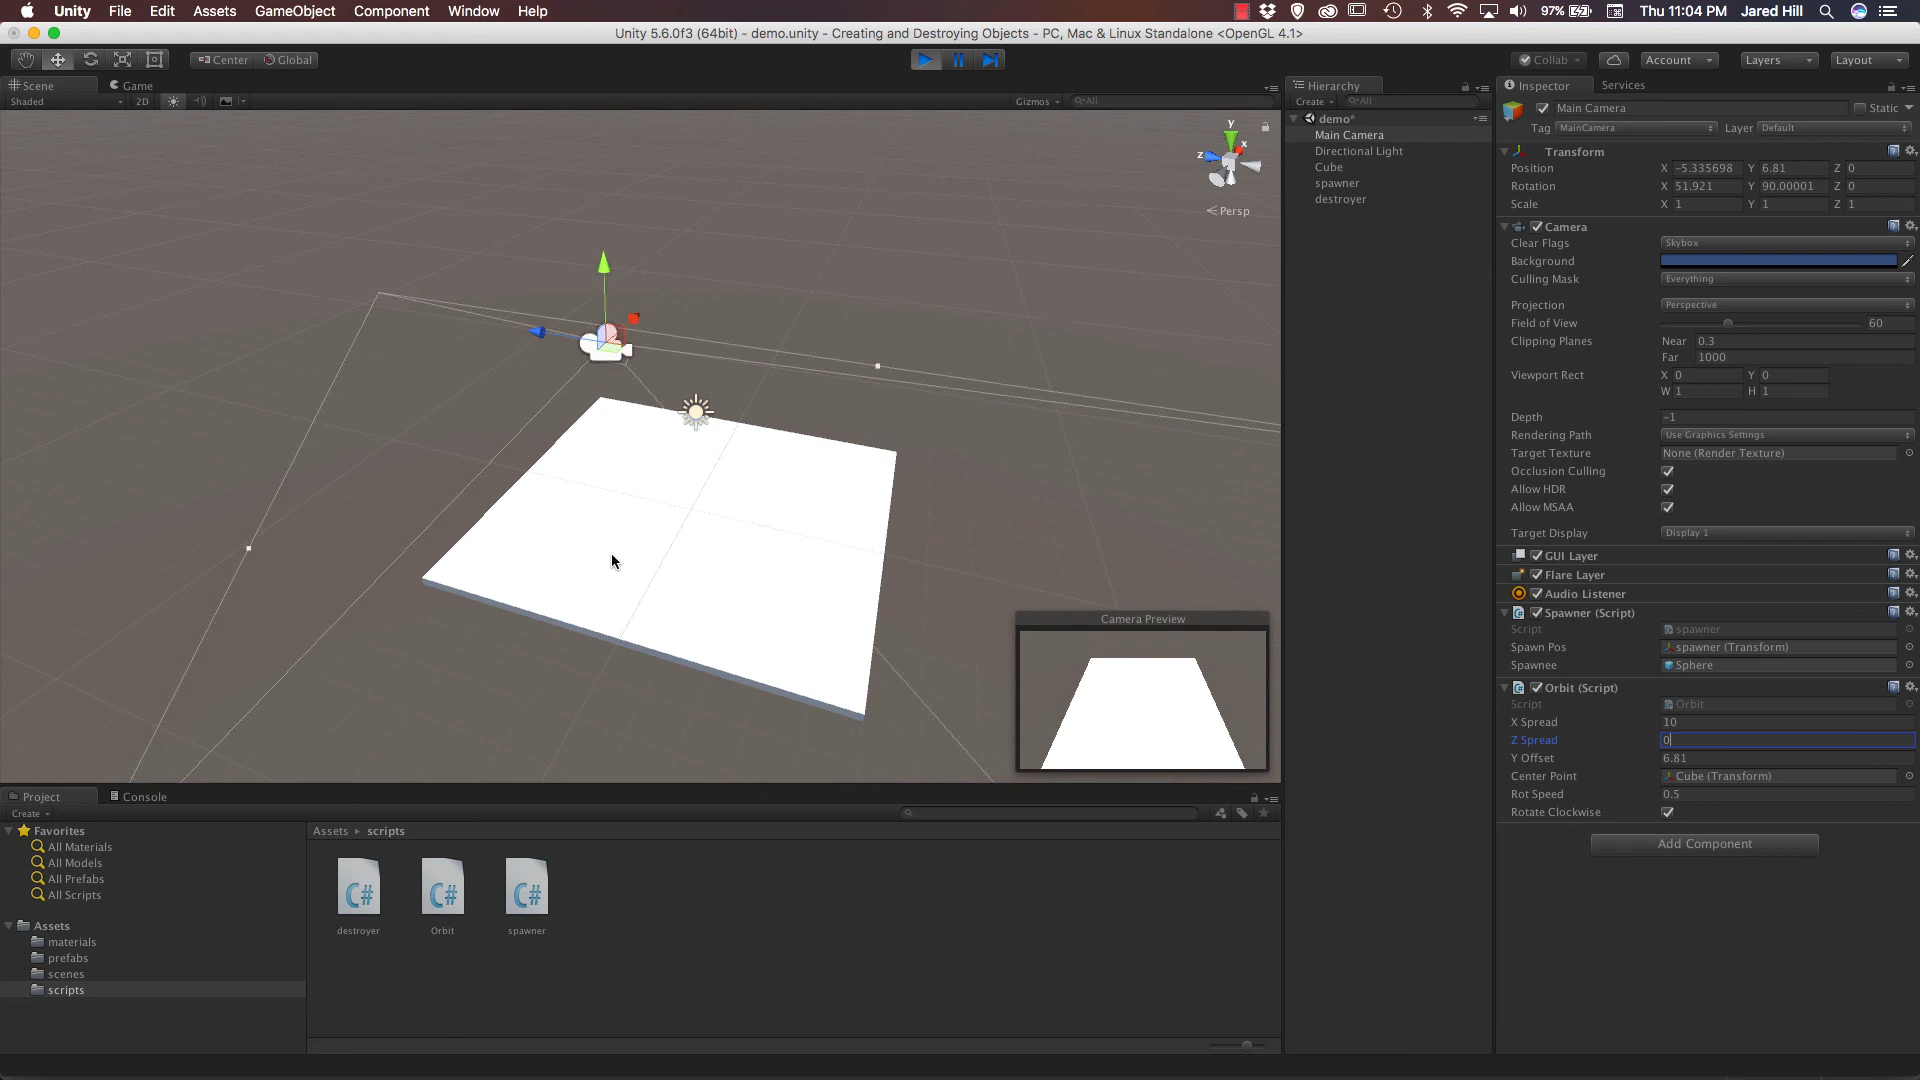 Unity File Edit Assets GameObject Component Window Help 97% Thu 11:04 PM Jared Hill
Unity 5.6.0f3 (64bit) - demo.unity - Creating and Destroying Objects - PC, Mac & Linux Standalone <OpenGL 4.1>
Center Global Collab Account Layers Layout
Scene Game
Shaded 2D Gizmos All
y
x
z
Persp
Camera Preview
Hierarchy
Create All
demo*
Main Camera
Directional Light
Cube
spawner
destroyer
Inspector Services
Main Camera Static
Tag MainCamera Layer Default
Transform
Position X -5.335698 Y 6.81 Z 0
Rotation X 51.921 Y 90.00001 Z 0
Scale X 1 Y 1 Z 1
Camera
Clear Flags Skybox
Background
Culling Mask Everything
Projection Perspective
Field of View 60
Clipping Planes Near 0.3
Far 1000
Viewport Rect X 0 Y 0
W 1 H 1
Depth -1
Rendering Path Use Graphics Settings
Target Texture None (Render Texture)
Occlusion Culling
Allow HDR
Allow MSAA
Target Display Display 1
GUI Layer
Flare Layer
Audio Listener
Spawner (Script)
Script spawner
Spawn Pos spawner (Transform)
Spawnee Sphere
Orbit (Script)
Script Orbit
X Spread 10
Z Spread 0
Y Offset 6.81
Center Point Cube (Transform)
Rot Speed 0.5
Rotate Clockwise
Add Component
Project Console
Create
Favorites
All Materials
All Models
All Prefabs
All Scripts
Assets
materials
prefabs
scenes
scripts
Assets scripts
C# C# C#
destroyer Orbit spawner